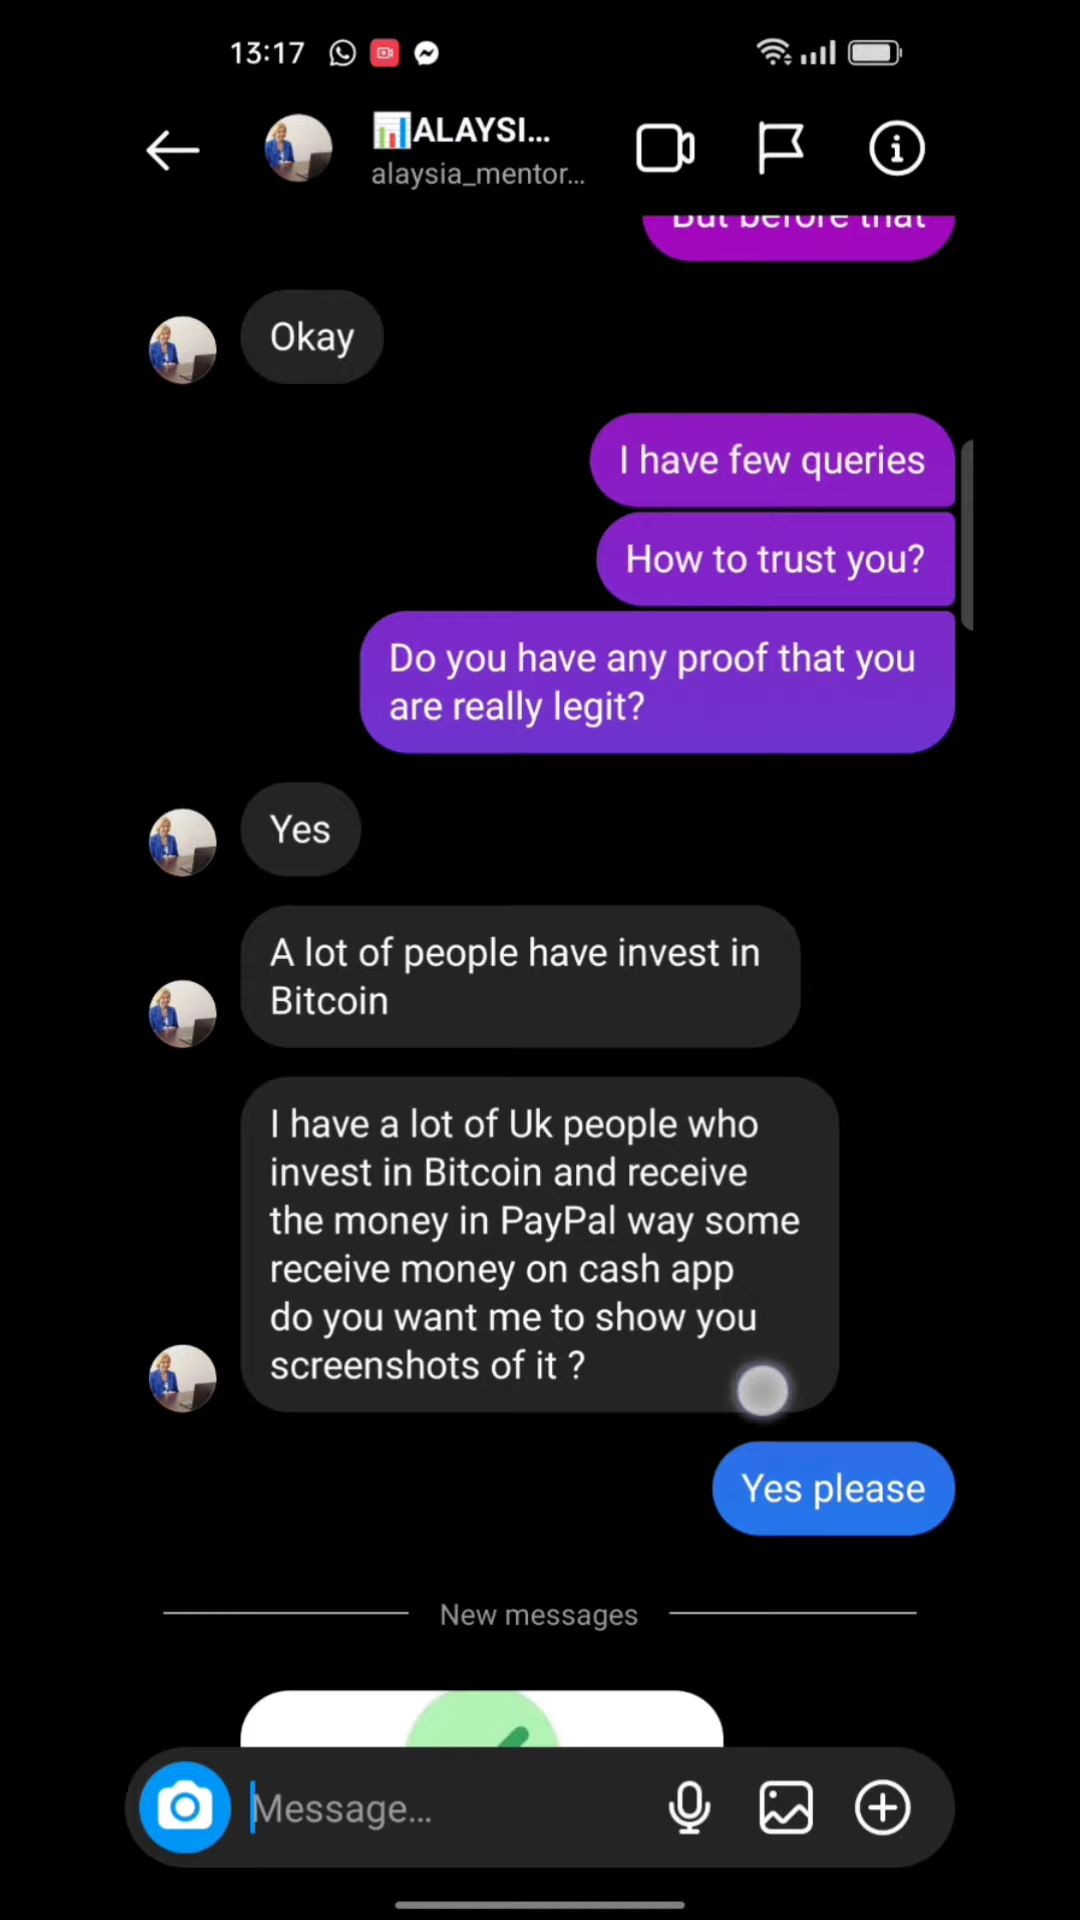 13:17
ALAYSI...
alaysia_mentor...
But before that
Okay
I have few queries
How to trust you?
Do you have any proof that you
are really legit?
Yes
A lot of people have invest in
Bitcoin
I have a lot of Uk people who
invest in Bitcoin and receive
the money in PayPal way some
receive money on cash app
do you want me to show you
screenshots of it ?
Yes please
New messages
Message...